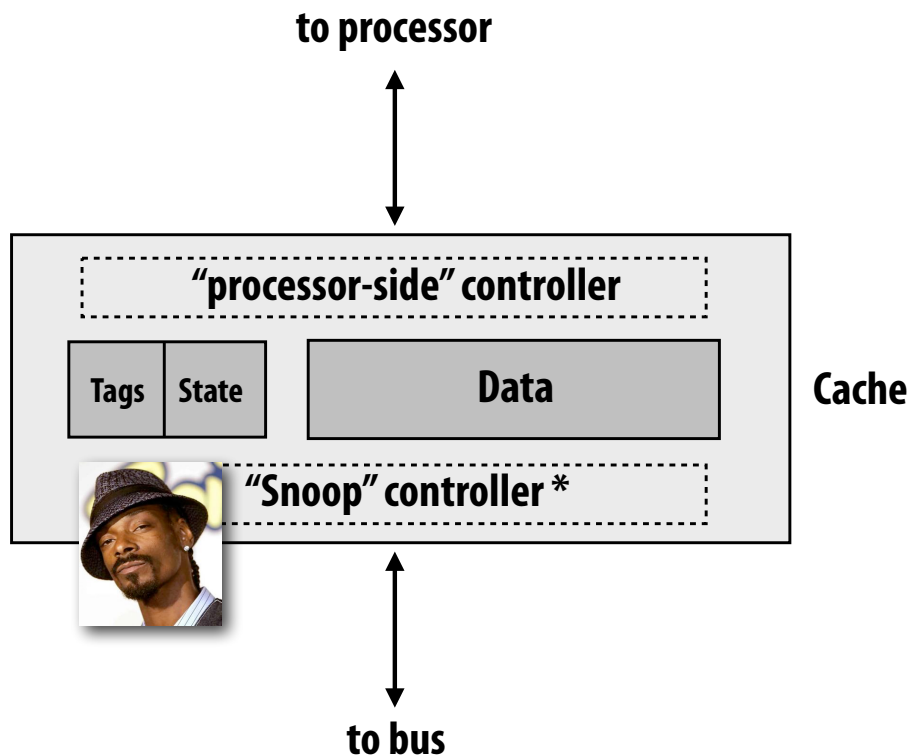 to processor
“processor-side” controller
Tags State Data Cache
“Snoop” controller *
to bus